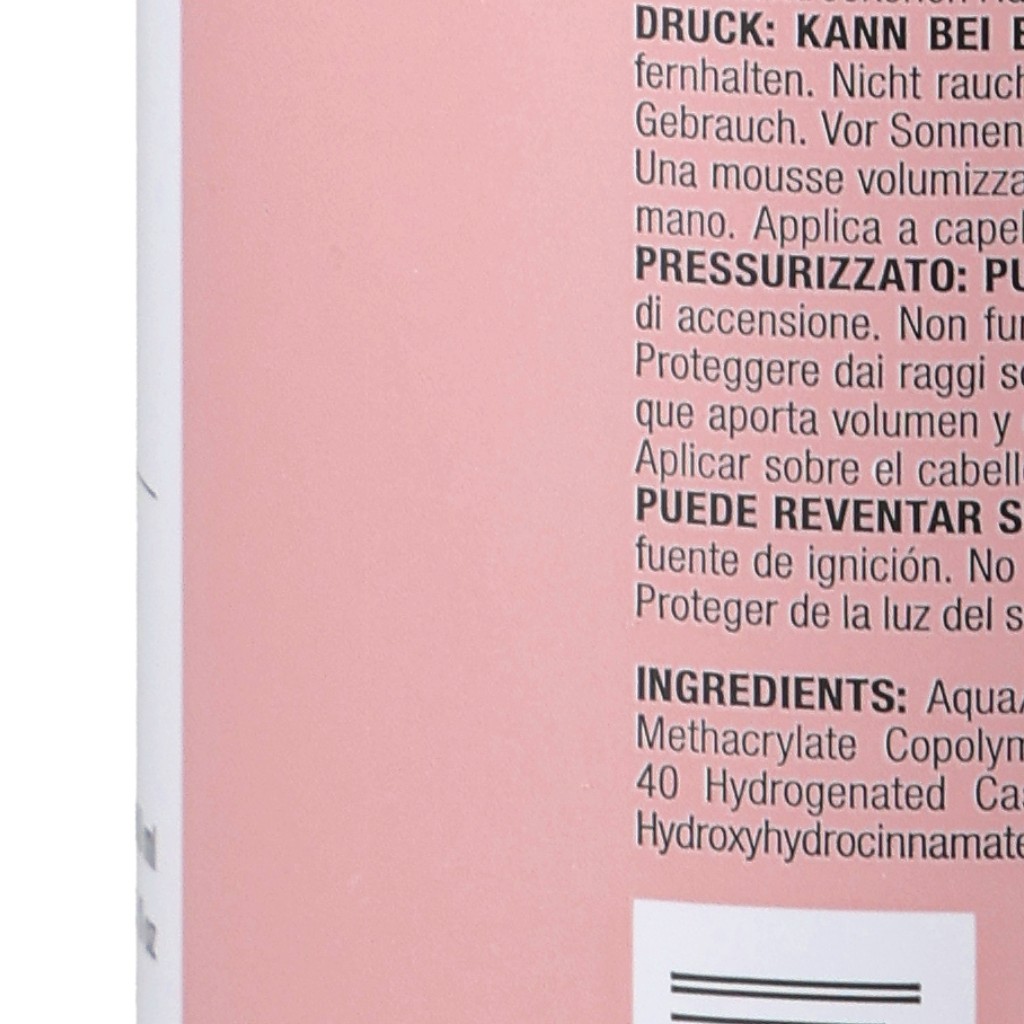 DRUCK: KANN BEI
fernhalten. Nicht rauch
Gebrauch. Vor Sonnen
Una mousse volumizza
mano. Applica a capel
PRESSURIZZATO: PU
di accensione. Non fu
Proteggere dai raggi s
que aporta volumen y
Aplicar sobre el cabell
PUEDE REVENTAR S
fuente de ignición. No
Proteger de la luz del s
INGREDIENTS: Aqua/
Methacrylate Copolym
40 Hydrogenated Cas
Hydroxyhydrocinnamate